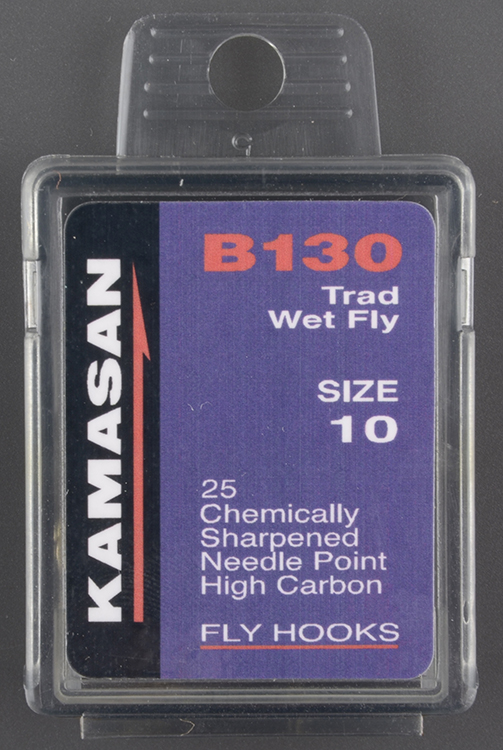 KAMASAN
B130
Trad
Wet Fly
SIZE
10
25
Chemically
Sharpened
Needle Point
High Carbon
FLY HOOKS